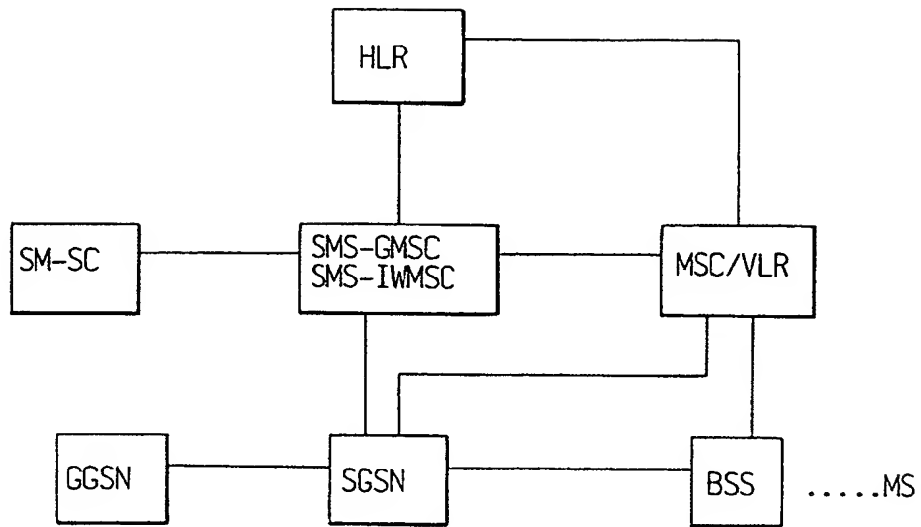 HLR
SM-SC
SMS-GMSC
SMS-IWMSC
MSC/VLR
GGSN
SGSN
BSS
.....MS